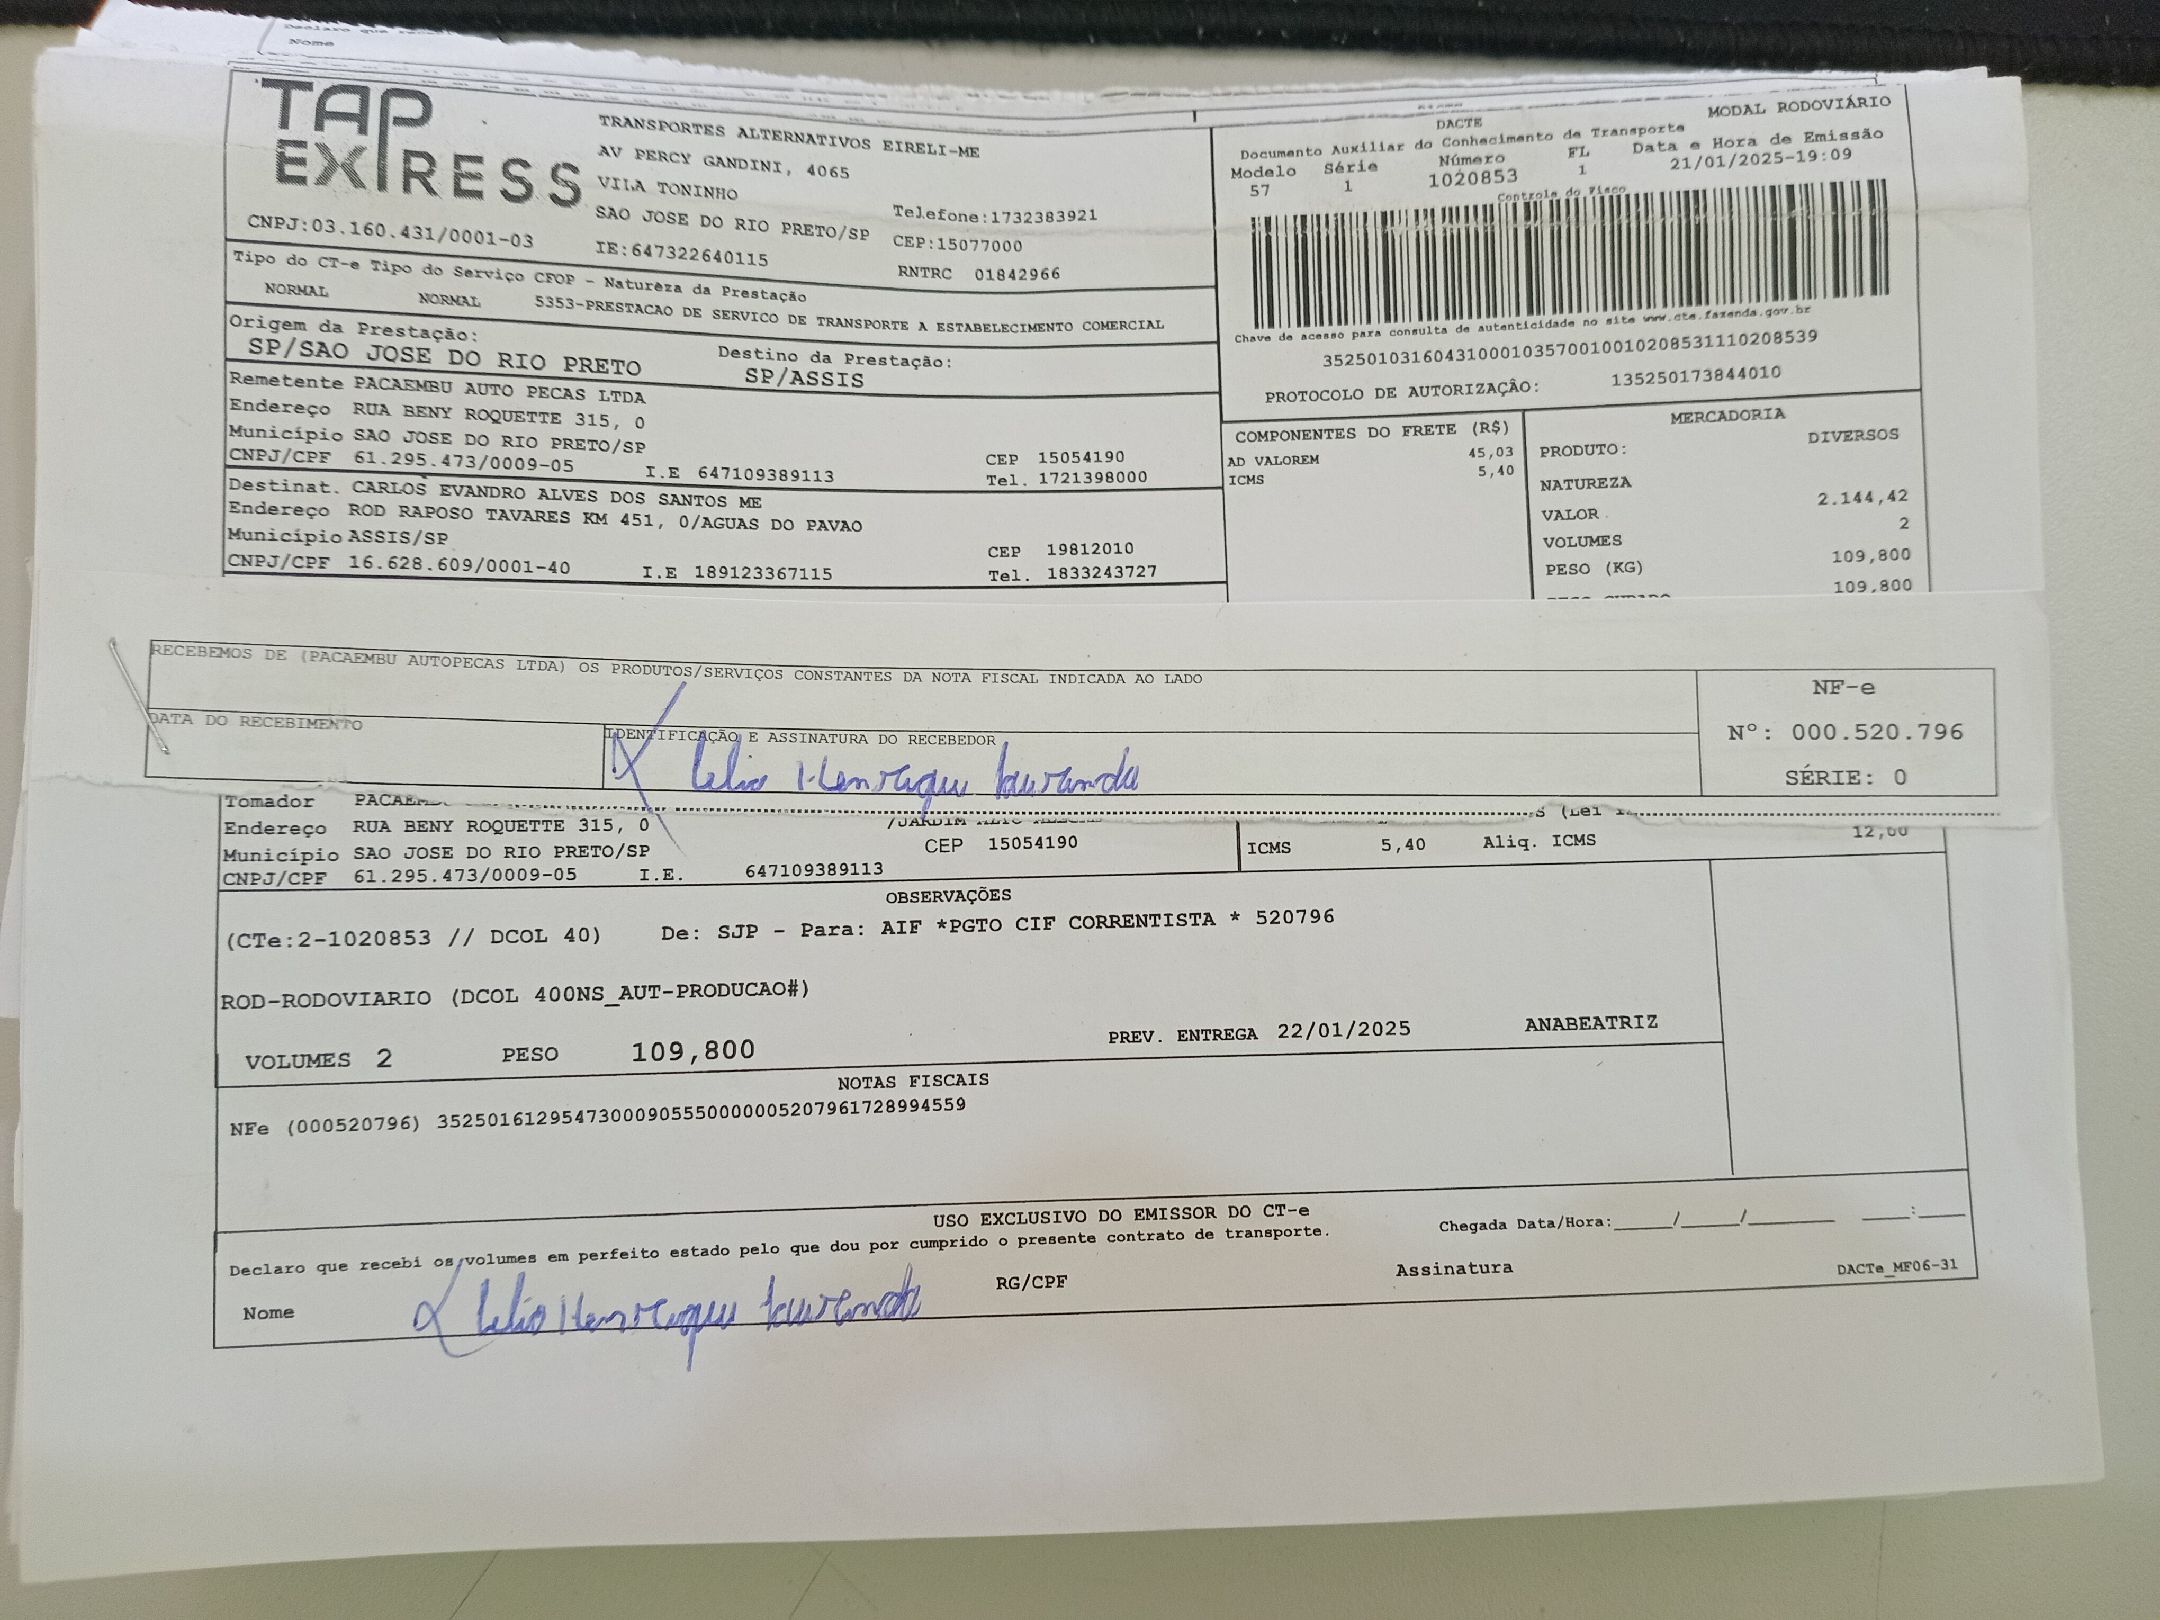 Nome
TAP EXPRESS
TRANSPORTES ALTERNATIVOS EIRELI-ME
AV PERCY GANDINI, 4065
VILA TONINHO
SAO JOSE DO RIO PRETO/SP
Telefone:1732383921
CEP:15077000
CNPJ:03.160.431/0001-03
IE:647322640115
RNTRC 01842966
DACTE
MODAL RODOVIÁRIO
Documento Auxiliar do Conhecimento de Transporte
Modelo Série Número FL Data e Hora de Emissão
57 1 1020853 1 21/01/2025-19:09
Controle do Fisco
Chave de acesso para consulta de autenticidade no site www.cte.fazenda.gov.br
35250103160431000103570010010208531110208539
PROTOCOLO DE AUTORIZAÇÃO: 135250173844010
Tipo do CT-e Tipo do Serviço CFOP - Natureza da Prestação
NORMAL NORMAL 5353-PRESTACAO DE SERVICO DE TRANSPORTE A ESTABELECIMENTO COMERCIAL
Origem da Prestação:
SP/SAO JOSE DO RIO PRETO
Destino da Prestação:
SP/ASSIS
Remetente PACAEMBU AUTO PECAS LTDA
Endereço RUA BENY ROQUETTE 315, 0
Município SAO JOSE DO RIO PRETO/SP
CEP 15054190
CNPJ/CPF 61.295.473/0009-05 I.E 647109389113 Tel. 1721398000
Destinat. CARLOS EVANDRO ALVES DOS SANTOS ME
Endereço ROD RAPOSO TAVARES KM 451, 0/AGUAS DO PAVAO
Município ASSIS/SP
CEP 19812010
CNPJ/CPF 16.628.609/0001-40 I.E 189123367115 Tel. 1833243727
COMPONENTES DO FRETE (R$)
AD VALOREM 45,03
ICMS 5,40
MERCADORIA
PRODUTO: DIVERSOS
NATUREZA
VALOR 2.144,42
VOLUMES 2
PESO (KG) 109,800
109,800
RECEBEMOS DE (PACAEMBU AUTOPECAS LTDA) OS PRODUTOS/SERVIÇOS CONSTANTES DA NOTA FISCAL INDICADA AO LADO
DATA DO RECEBIMENTO
IDENTIFICAÇÃO E ASSINATURA DO RECEBEDOR
NF-e
Nº: 000.520.796
SÉRIE: 0
Tomador
Endereço RUA BENY ROQUETTE 315, 0
Município SAO JOSE DO RIO PRETO/SP
CEP 15054190
CNPJ/CPF 61.295.473/0009-05 I.E. 647109389113
ICMS 5,40 Aliq. ICMS 12,00
OBSERVAÇÕES
(CTe:2-1020853 // DCOL 40) De: SJP - Para: AIF *PGTO CIF CORRENTISTA * 520796
ROD-RODOVIARIO (DCOL 400NS_AUT-PRODUCAO#)
VOLUMES 2 PESO 109,800 PREV. ENTREGA 22/01/2025 ANABEATRIZ
NOTAS FISCAIS
NFe (000520796) 35250161295473000905550000005207961728994559
USO EXCLUSIVO DO EMISSOR DO CT-e
Declaro que recebi os volumes em perfeito estado pelo que dou por cumprido o presente contrato de transporte.
Chegada Data/Hora:_____/_____/_______ ____:____
Nome
RG/CPF
Assinatura
DACTe_MF06-31